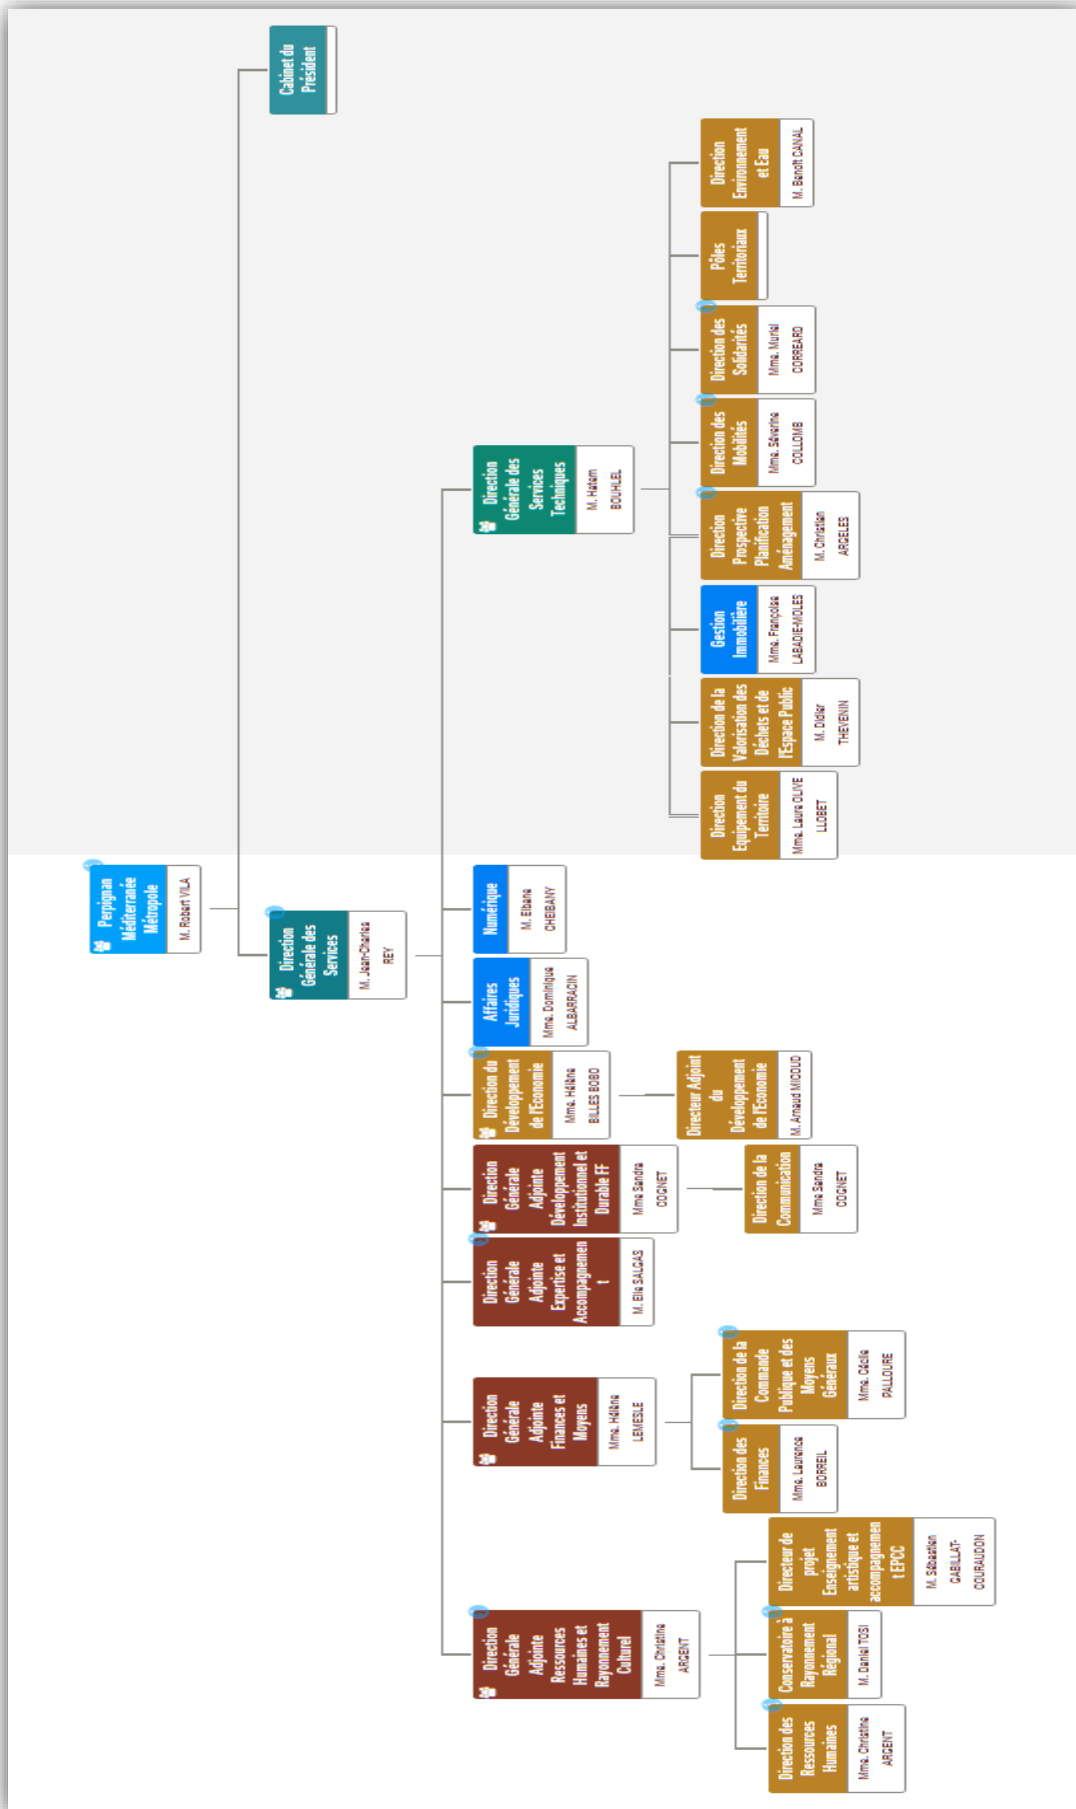 Perpignan
Méditerranée
Métropole
M. Robert VILA
Direction
Générale des
Services
M. Jean-Charles
REY
Cabinet du
Président
Direction
Générale
Adjointe
Ressources
Humaines et
Rayonnement
Culturel
Mme. Christine
ARGENT
Direction
Générale
Adjointe
Finances et
Moyens
Mme. Hélène
LEMESLE
Direction
Générale
Adjointe
Expertise et
Accompagnemen
t
M. Elie SALGAS
Direction
Générale
Adjointe
Développement
Institutionnel et
Durable FF
Mme Sandra
COGNET
Direction du
Développement
de l'Economie
Mme. Hélène
BILLES BOBO
Affaires
Juridiques
Mme. Dominique
ALBARRACIN
Numérique
M. Elbane
CHEIBANY
Direction
Générale des
Services
Techniques
M. Hatem
BOUHLEL
Direction des
Ressources
Humaines
Mme. Christine
ARGENT
Conservatoire à
Rayonnement
Régional
M. Daniel TOSI
Directeur de
projet
Enseignement
artistique et
accompagnemen
t EPCC
M. Sébastien
GABILLAT-
COURAUDON
Direction des
Finances
Mme. Laurence
BORREIL
Direction de la
Commande
Publique et des
Moyens
Généraux
Mme. Cécile
PALLOURE
Direction de la
Communication
Mme Sandra
COGNET
Directeur Adjoint
du
Développement
de l'Economie
M. Arnaud MICOUD
Direction
Equipement du
Territoire
Mme. Laure OLIVE
LLOBET
Direction de la
Valorisation des
Déchets et de
l'Espace Public
M. Didier
THEVENIN
Gestion
Immobilière
Mme. Françoise
LABADIE-MOLES
Direction
Prospective
Planification
Aménagement
M. Christian
ARGELES
Direction des
Mobilités
Mme. Séverine
COLLOMB
Direction des
Solidarités
Mme. Muriel
CORREARD
Pôles
Territoriaux
Direction
Environnement
et Eau
M. Benoît CANAL